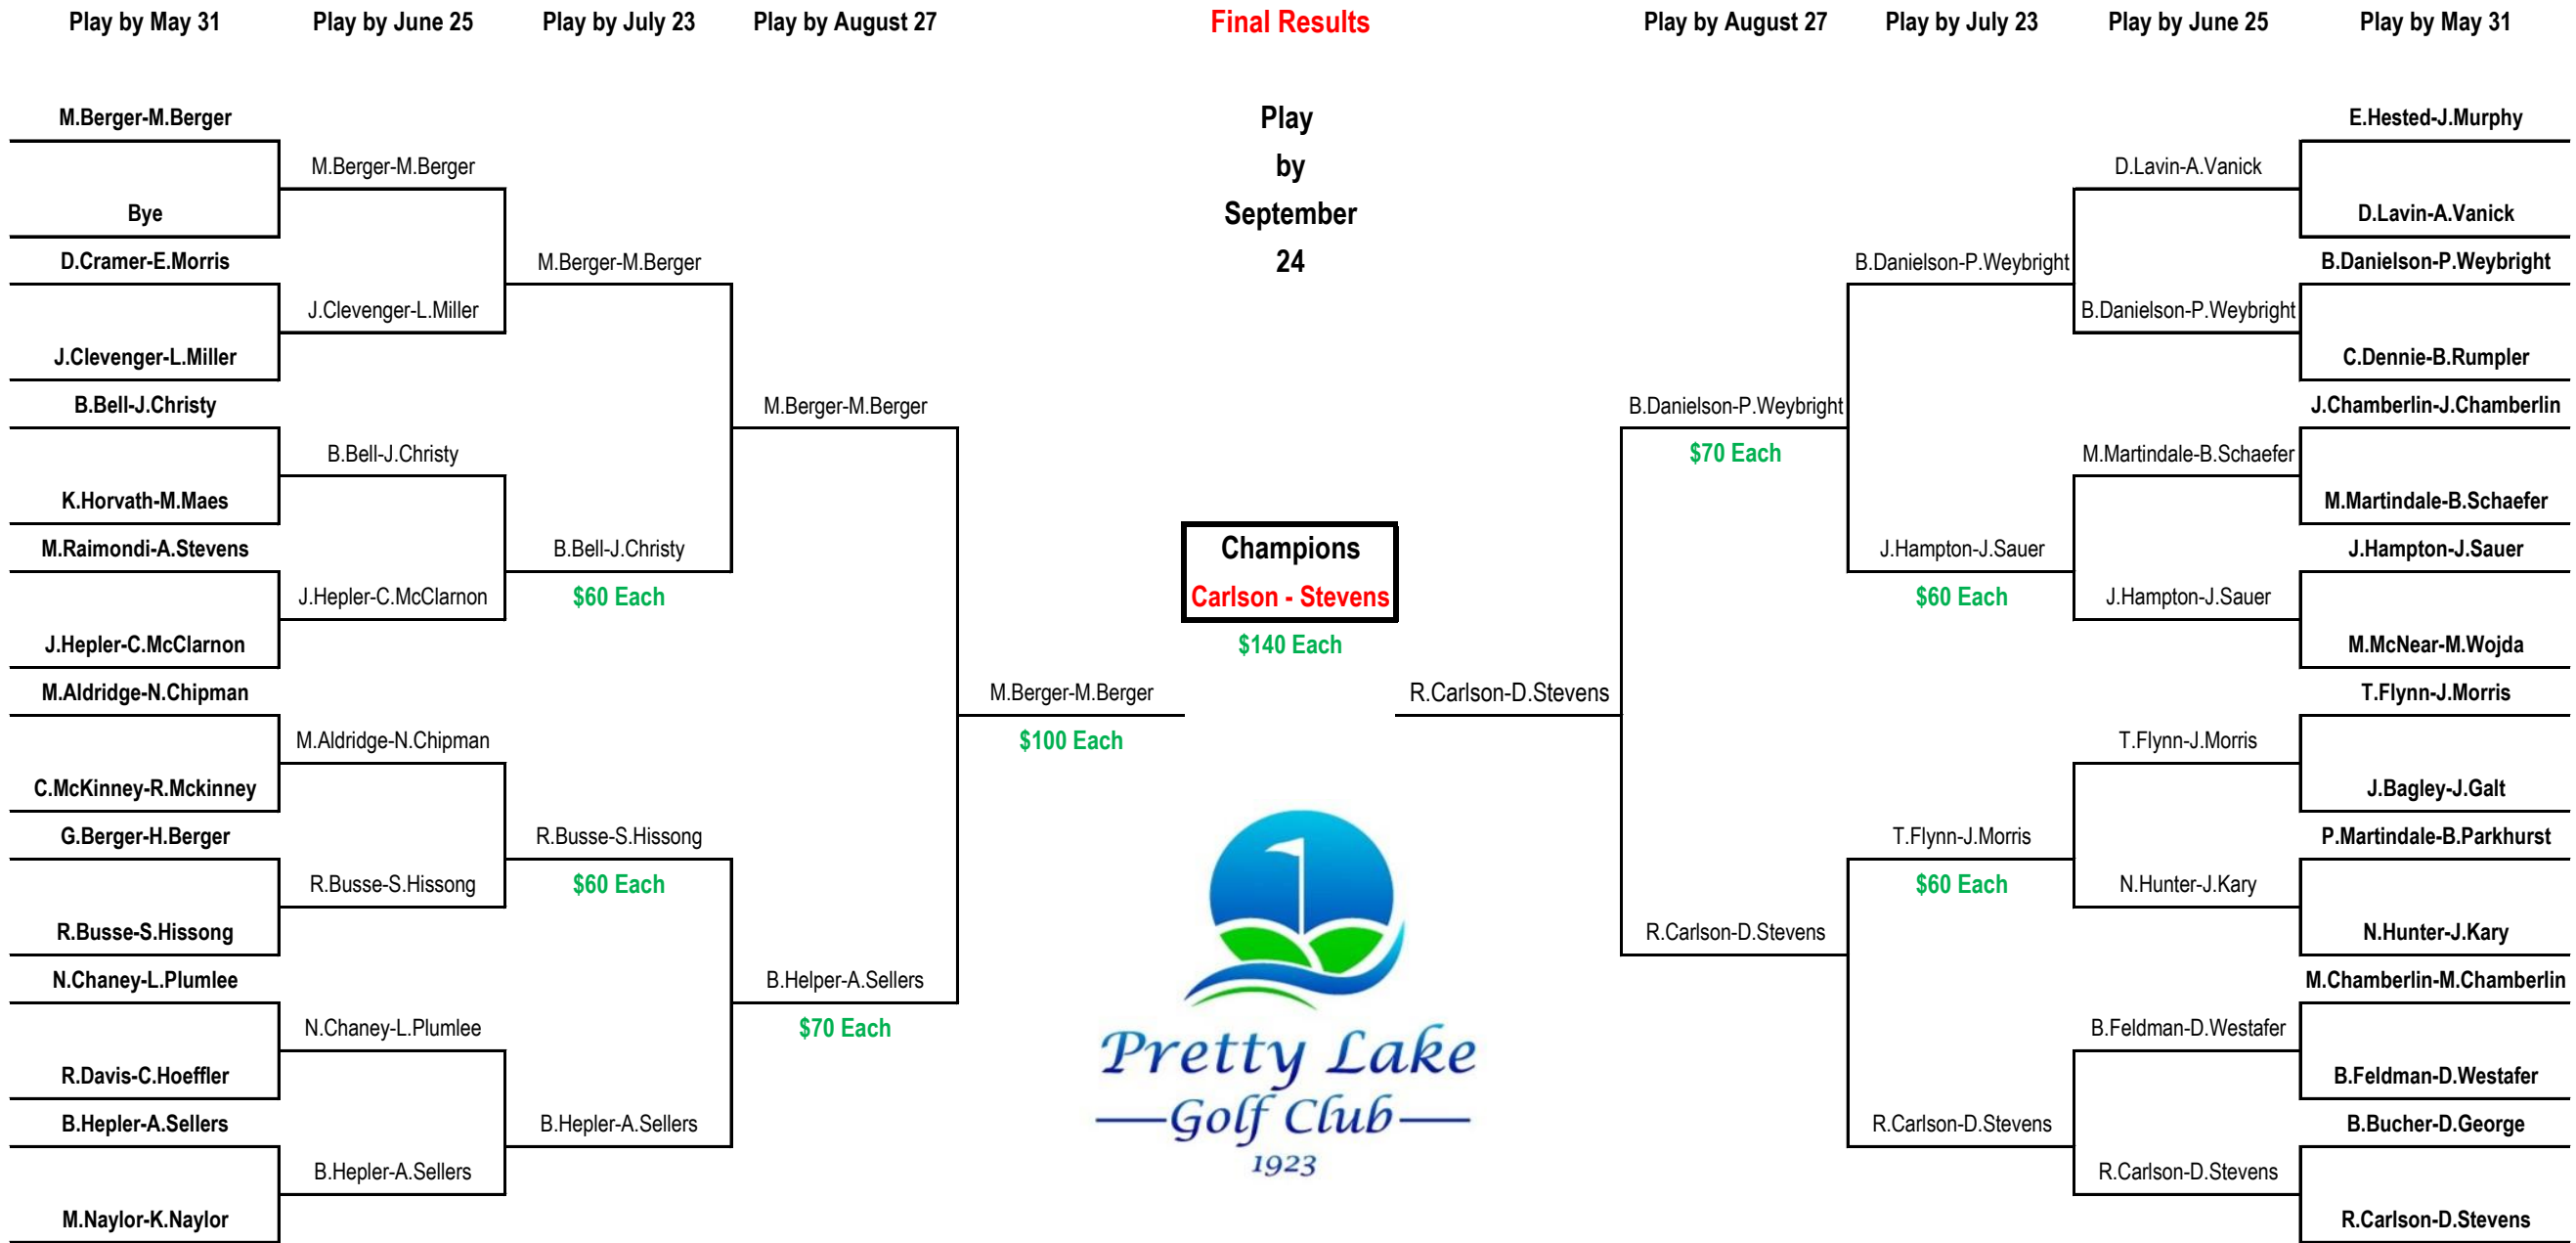 Play by May 31
Play by June 25
Play by July 23
Play by August 27
Final Results
Play by August 27
Play by July 23
Play by June 25
Play by May 31
M.Berger-M.Berger
Bye
D.Cramer-E.Morris
J.Clevenger-L.Miller
B.Bell-J.Christy
K.Horvath-M.Maes
M.Raimondi-A.Stevens
J.Hepler-C.McClarnon
M.Aldridge-N.Chipman
C.McKinney-R.Mckinney
G.Berger-H.Berger
R.Busse-S.Hissong
N.Chaney-L.Plumlee
R.Davis-C.Hoeffler
B.Hepler-A.Sellers
M.Naylor-K.Naylor
M.Berger-M.Berger
J.Clevenger-L.Miller
B.Bell-J.Christy
J.Hepler-C.McClarnon
M.Aldridge-N.Chipman
R.Busse-S.Hissong
N.Chaney-L.Plumlee
B.Hepler-A.Sellers
M.Berger-M.Berger
B.Bell-J.Christy
$60 Each
R.Busse-S.Hissong
$60 Each
B.Hepler-A.Sellers
M.Berger-M.Berger
B.Helper-A.Sellers
$70 Each
M.Berger-M.Berger
$100 Each
Play
by
September
24
Champions
Carlson - Stevens
$140 Each
Pretty Lake
Golf Club
1923
R.Carlson-D.Stevens
B.Danielson-P.Weybright
$70 Each
R.Carlson-D.Stevens
B.Danielson-P.Weybright
J.Hampton-J.Sauer
$60 Each
T.Flynn-J.Morris
$60 Each
R.Carlson-D.Stevens
D.Lavin-A.Vanick
B.Danielson-P.Weybright
M.Martindale-B.Schaefer
J.Hampton-J.Sauer
T.Flynn-J.Morris
N.Hunter-J.Kary
B.Feldman-D.Westafer
R.Carlson-D.Stevens
E.Hested-J.Murphy
D.Lavin-A.Vanick
B.Danielson-P.Weybright
C.Dennie-B.Rumpler
J.Chamberlin-J.Chamberlin
M.Martindale-B.Schaefer
J.Hampton-J.Sauer
M.McNear-M.Wojda
T.Flynn-J.Morris
J.Bagley-J.Galt
P.Martindale-B.Parkhurst
N.Hunter-J.Kary
M.Chamberlin-M.Chamberlin
B.Feldman-D.Westafer
B.Bucher-D.George
R.Carlson-D.Stevens